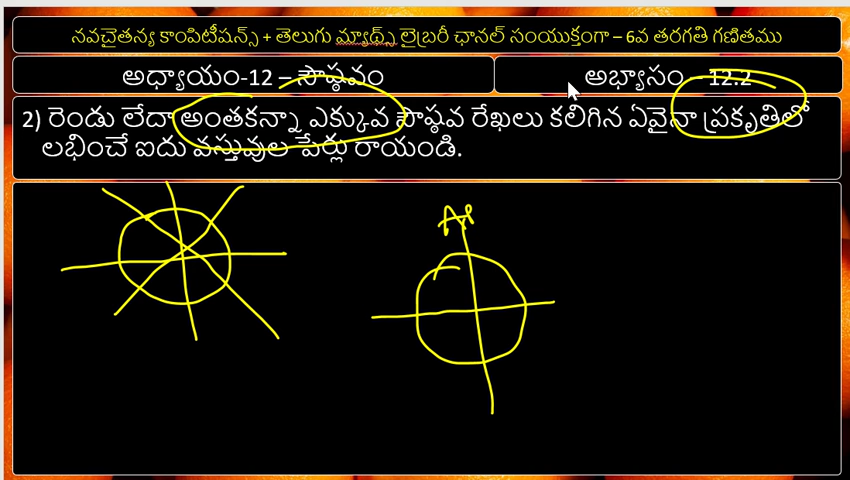 నవచైతన్య కాంపిటీషన్స్ + తెలుగు మ్యాథ్స్ లైబ్రరీ ఛానల్ సంయుక్తంగా – 6వ తరగతి గణితము
అధ్యాయం-12 – సౌష్ఠవం
అభ్యాసం – 12.2
2) రెండు లేదా అంతకన్నా ఎక్కువ సౌష్ఠవ రేఖలు కలిగిన ఏవైనా ప్రకృతిలో
లభించే ఐదు వస్తువుల పేర్లు రాయండి.